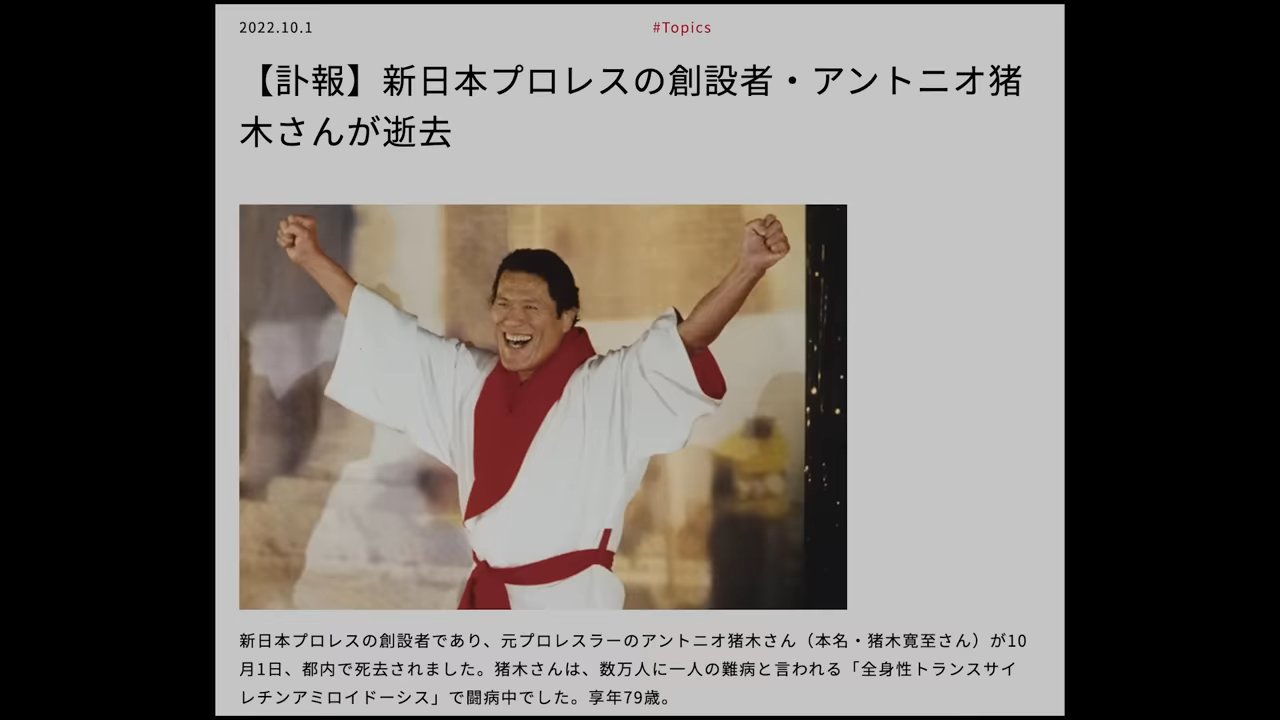 2022.10.1
#Topics
【訃報】新日本プロレスの創設者・アントニオ猪
木さんが逝去
新日本プロレスの創設者であり、元プロレスラーのアントニオ猪木さん（本名・猪木寛至さん）が10
月1日、都内で死去されました。猪木さんは、数万人に一人の難病と言われる「全身性トランスサイ
レチンアミロイドーシス」で闘病中でした。享年79歳。